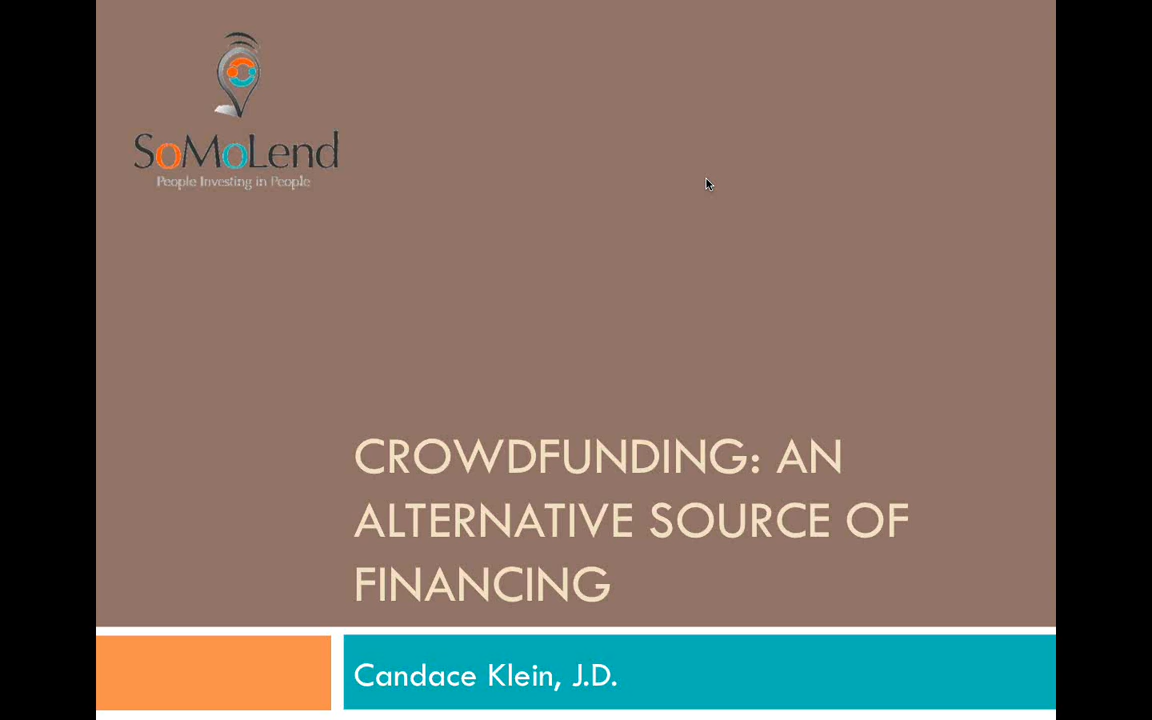 SoMoLend
People Investing in People
CROWDFUNDING: AN
ALTERNATIVE SOURCE OF
FINANCING
Candace Klein, J.D.